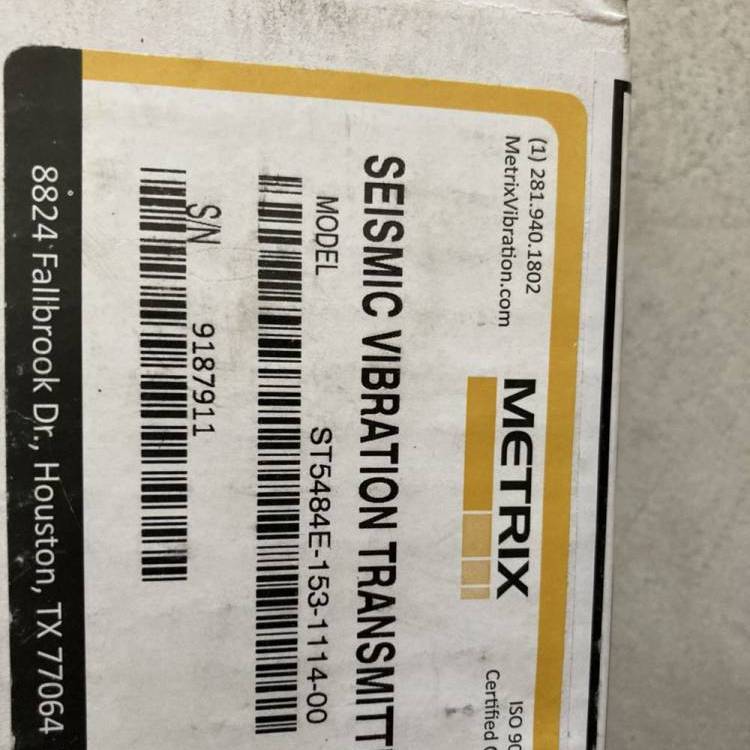 (1) 281.940.1802
MetrixVibration.com
METRIX
ISO 90
Certified
SEISMIC VIBRATION TRANSMITT
MODEL
ST5484E-153-1114-00
S/N
9187911
8824 Fallbrook Dr., Houston, TX 77064